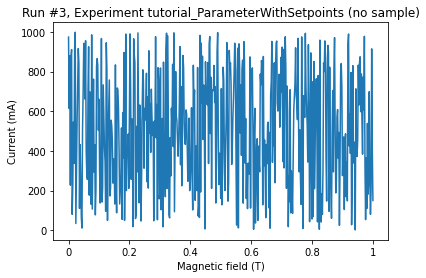 Run #3, Experiment tutorial_ParameterWithSetpoints (no sample)
1000
800
600
400
200
0
Current (mA)
0 0.2 0.4 0.6 0.8 1
Magnetic field (T)